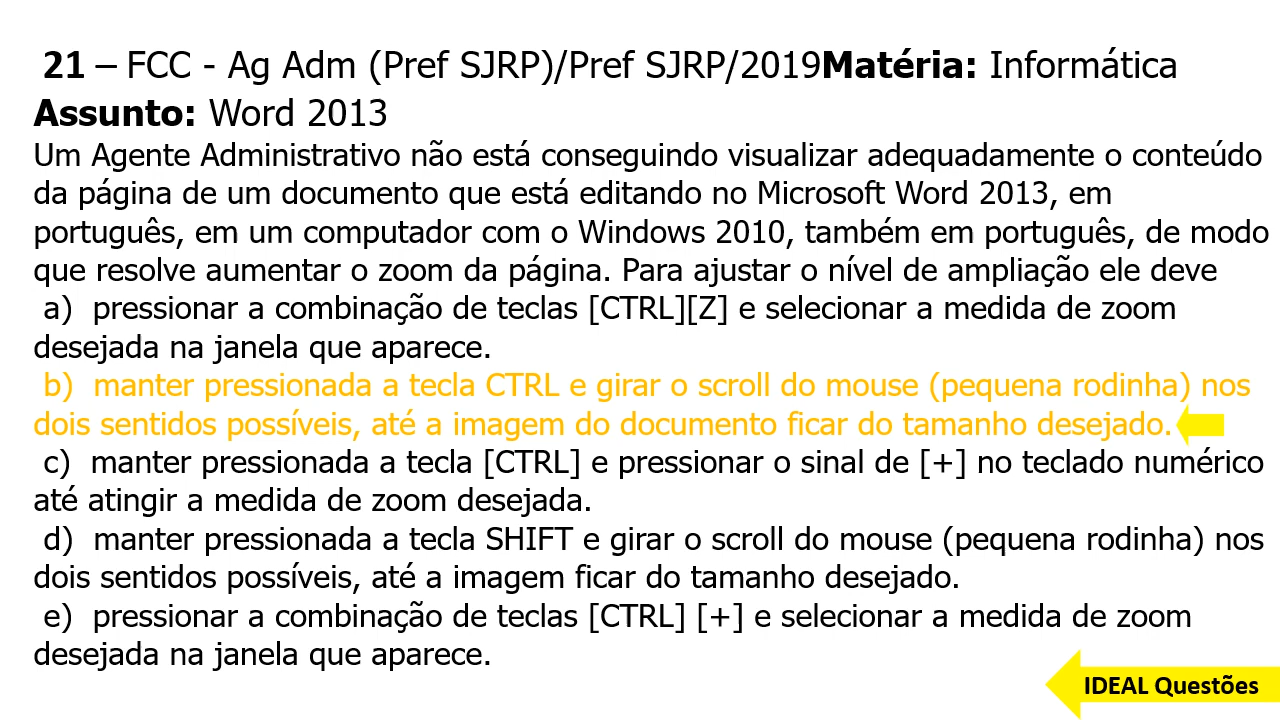 21 – FCC - Ag Adm (Pref SJRP)/Pref SJRP/2019Matéria: Informática
Assunto: Word 2013
Um Agente Administrativo não está conseguindo visualizar adequadamente o conteúdo
da página de um documento que está editando no Microsoft Word 2013, em
português, em um computador com o Windows 2010, também em português, de modo
que resolve aumentar o zoom da página. Para ajustar o nível de ampliação ele deve
a) pressionar a combinação de teclas [CTRL][Z] e selecionar a medida de zoom
desejada na janela que aparece.
b) manter pressionada a tecla CTRL e girar o scroll do mouse (pequena rodinha) nos
dois sentidos possíveis, até a imagem do documento ficar do tamanho desejado.
c) manter pressionada a tecla [CTRL] e pressionar o sinal de [+] no teclado numérico
até atingir a medida de zoom desejada.
d) manter pressionada a tecla SHIFT e girar o scroll do mouse (pequena rodinha) nos
dois sentidos possíveis, até a imagem ficar do tamanho desejado.
e) pressionar a combinação de teclas [CTRL] [+] e selecionar a medida de zoom
desejada na janela que aparece.
IDEAL Questões